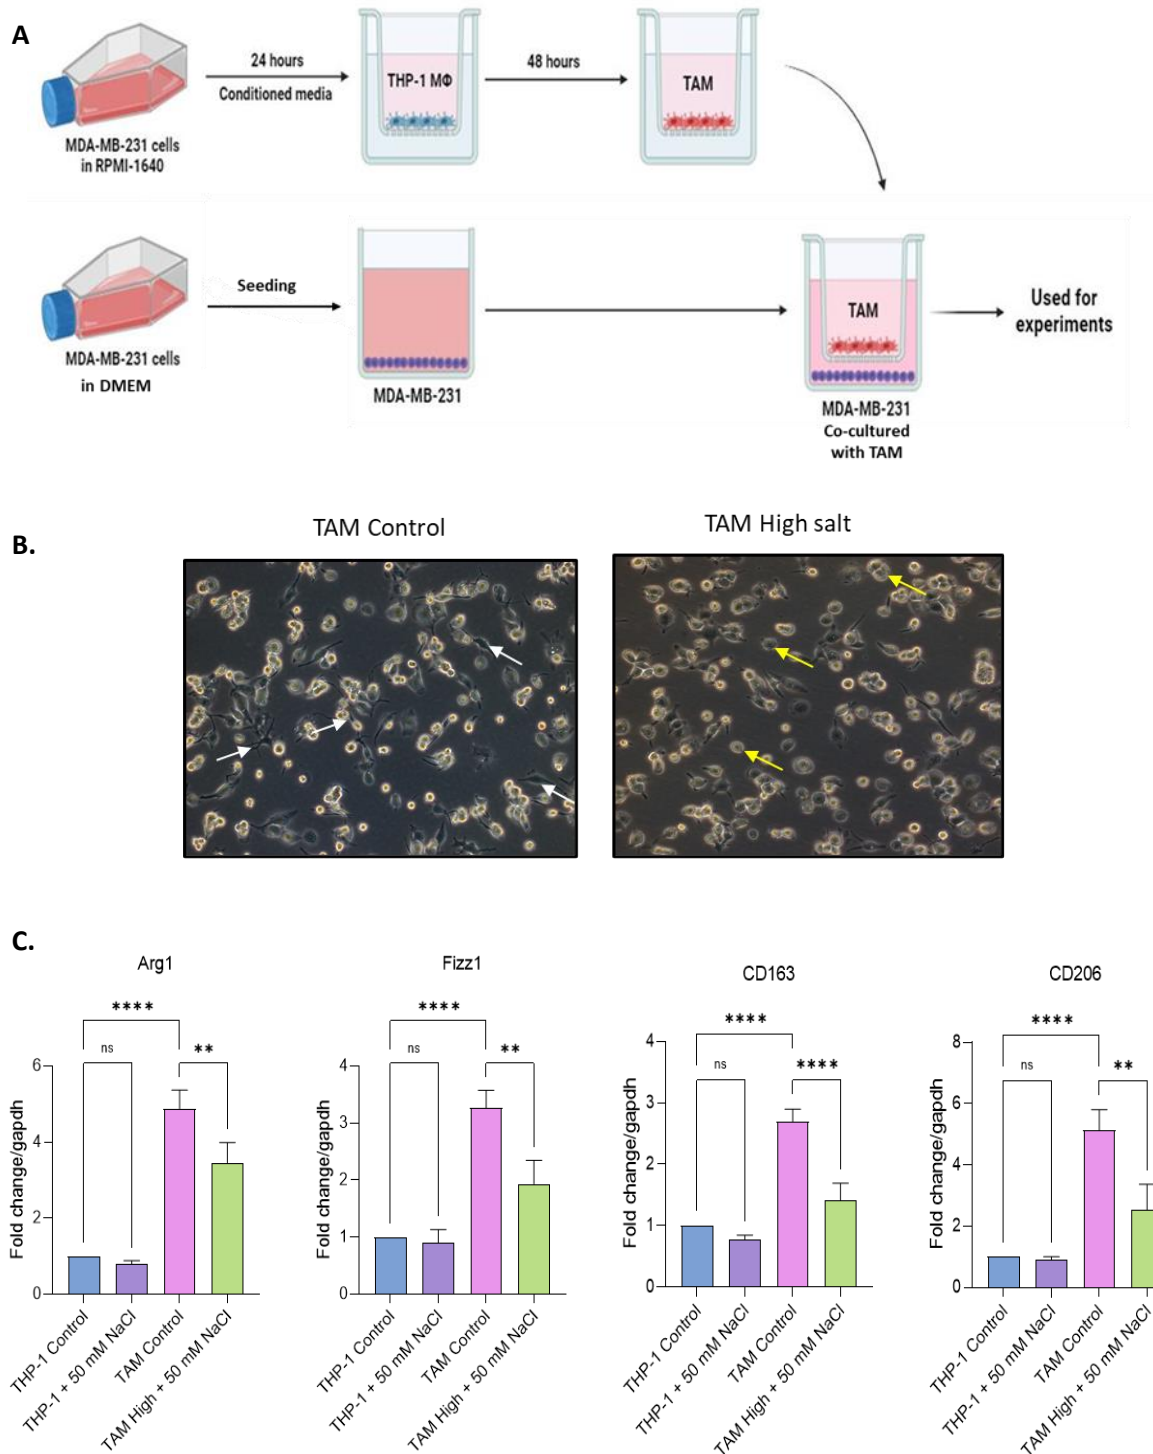 A
24 hours
Conditioned media
THP-1 MΦ
48 hours
TAM
MDA-MB-231 cells
in RPMI-1640
Seeding
MDA-MB-231 cells
in DMEM
MDA-MB-231
TAM
MDA-MB-231
Co-cultured
with TAM
Used for
experiments
B.
TAM Control
TAM High salt
C.
Arg1
****
ns
**
Fold change/gapdh
6
4
2
0
THP-1 Control
THP-1 + 50 mM NaCl
TAM Control
TAM High + 50 mM NaCl
Fizz1
****
ns
**
Fold change/gapdh
4
3
2
1
0
THP-1 Control
THP-1 + 50 mM NaCl
TAM Control
TAM High + 50 mM NaCl
CD163
****
ns
****
Fold change/gapdh
4
3
2
1
0
THP-1 Control
THP-1 + 50 mM NaCl
TAM Control
TAM High + 50 mM NaCl
CD206
****
ns
**
Fold change/gapdh
8
6
4
2
0
THP-1 Control
THP-1 + 50 mM NaCl
TAM Control
TAM High + 50 mM NaCl